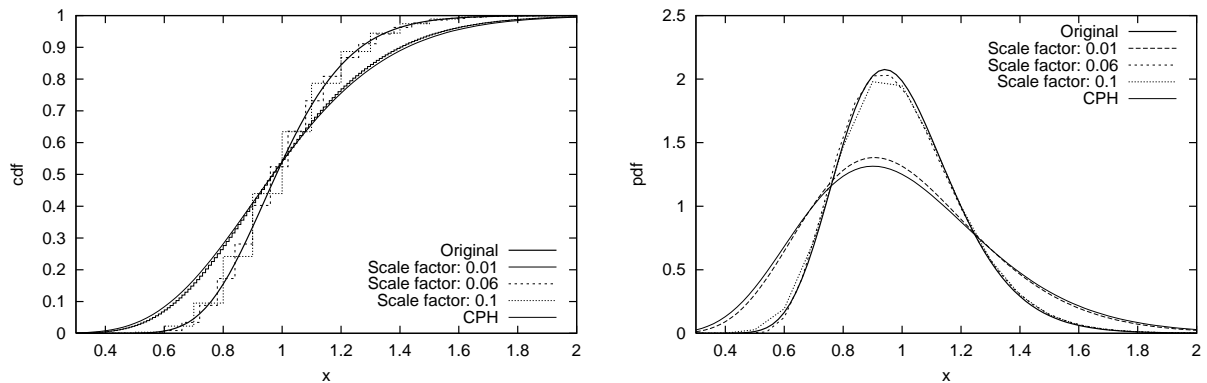 1
0.9
0.8
0.7
0.6
0.5
0.4
0.3
0.2
0.1
0
cdf
0.4 0.6 0.8 1 1.2 1.4 1.6 1.8 2
x
Original
Scale factor: 0.01
Scale factor: 0.06
Scale factor: 0.1
CPH
2.5
2
1.5
1
0.5
0
pdf
0.4 0.6 0.8 1 1.2 1.4 1.6 1.8 2
x
Original
Scale factor: 0.01
Scale factor: 0.06
Scale factor: 0.1
CPH